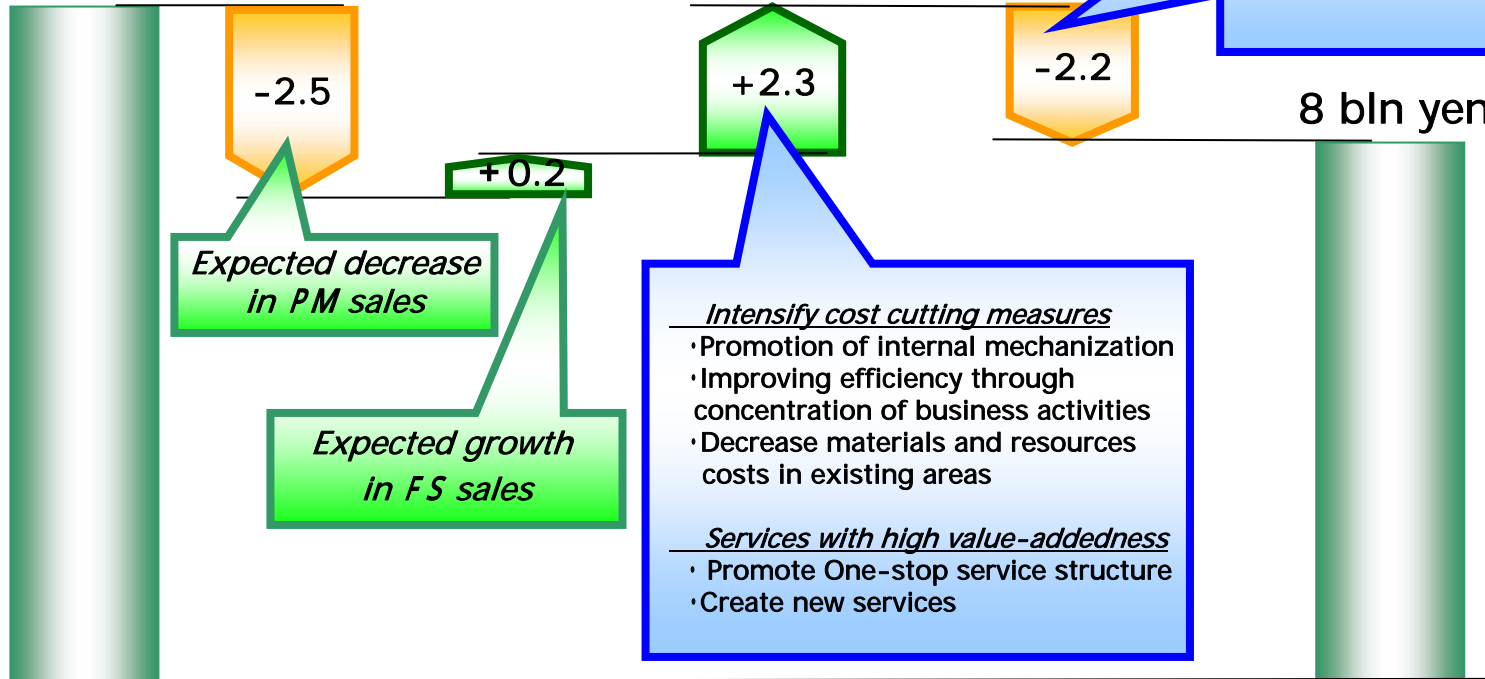 -2.5
+2.3
-2.2
8 bln yen
+0.2
Expected decrease
in PM sales
Expected growth
in FS sales
Intensify cost cutting measures
・Promotion of internal mechanization
・Improving efficiency through
concentration of business activities
・Decrease materials and resources
costs in existing areas
Services with high value-addedness
・ Promote One-stop service structure
・Create new services